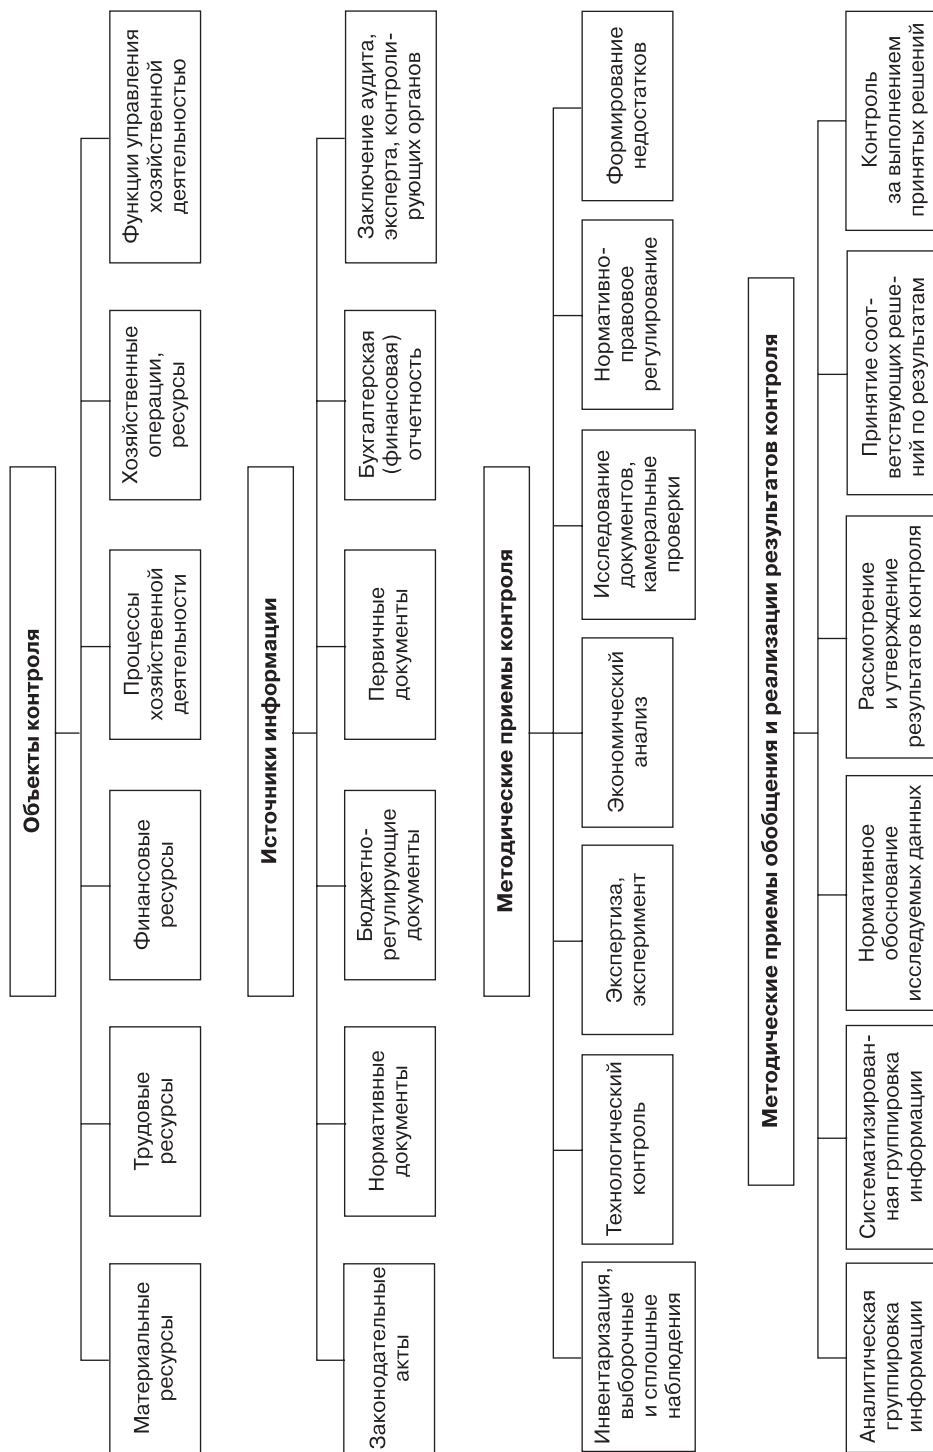 Объекты контроля
Материальные
ресурсы
Трудовые
ресурсы
Финансовые
ресурсы
Процессы
хозяйственной
деятельности
Хозяйственные
операции,
ресурсы
Функции управления
хозяйственной
деятельностью
Источники информации
Законодательные
акты
Нормативные
документы
Бюджетно-
регулирующие
документы
Первичные
документы
Бухгалтерская
(финансовая)
отчетность
Заключение аудита,
эксперта, контроли-
рующих органов
Методические приемы контроля
Инвентаризация,
выборочные
и сплошные
наблюдения
Технологический
контроль
Экспертиза,
эксперимент
Экономический
анализ
Исследование
документов,
камеральные
проверки
Нормативно-
правовое
регулирование
Формирование
недостатков
Методические приемы обобщения и реализации результатов контроля
Аналитическая
группировка
информации
Систематизирован-
ная группировка
информации
Нормативное
обоснование
исследуемых данных
Рассмотрение
и утверждение
результатов контроля
Принятие соот-
ветствующих реше-
ний по результатам
Контроль
за выполнением
принятых решений